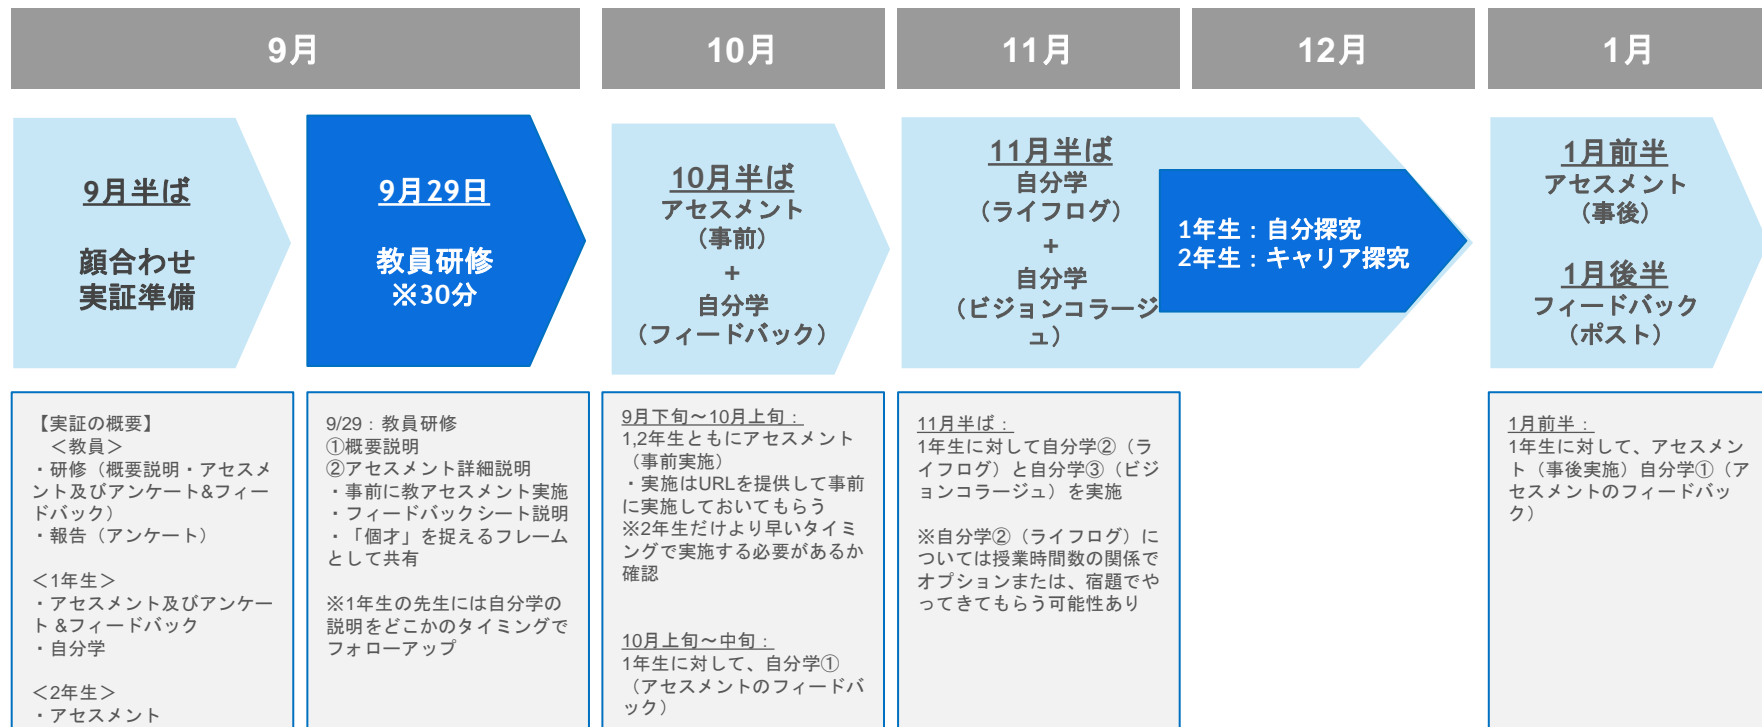 9月
10月
11月
12月
1月
9月半ば
顔合わせ
実証準備
9月29日
教員研修
※30分
10月半ば
アセスメント
（事前）
+
自分学
（フィードバック）
11月半ば
自分学
（ライフログ）
+
自分学
（ビジョンコラージ
ュ）
1年生：自分探究
2年生：キャリア探究
1月前半
アセスメント
（事後）
1月後半
フィードバック
（ポスト）
【実証の概要】
＜教員＞
・研修（概要説明・アセスメ
ント及びアンケート&フィー
ドバック）
・報告（アンケート）
＜1年生＞
・アセスメント及びアンケー
ト &フィードバック
・自分学
＜2年生＞
・アセスメント
9/29：教員研修
①概要説明
②アセスメント詳細説明
・事前に教アセスメント実施
・フィードバックシート説明
・「個才」を捉えるフレーム
として共有
※1年生の先生には自分学の
説明をどこかのタイミングで
フォローアップ
9月下旬～10月上旬：
1,2年生ともにアセスメント
（事前実施）
・実施はURLを提供して事前
に実施しておいてもらう
※2年生だけより早いタイミ
ングで実施する必要があるか
確認
10月上旬～中旬：
1年生に対して、自分学①
（アセスメントのフィードバ
ック）
11月半ば：
1年生に対して自分学②（ラ
イフログ）と自分学③（ビジ
ョンコラージュ）を実施
※自分学②（ライフログ）に
ついては授業時間数の関係で
オプションまたは、宿題でや
ってきてもらう可能性あり
1月前半：
1年生に対して、アセスメン
ト（事後実施）自分学①（ア
セスメントのフィードバッ
ク）